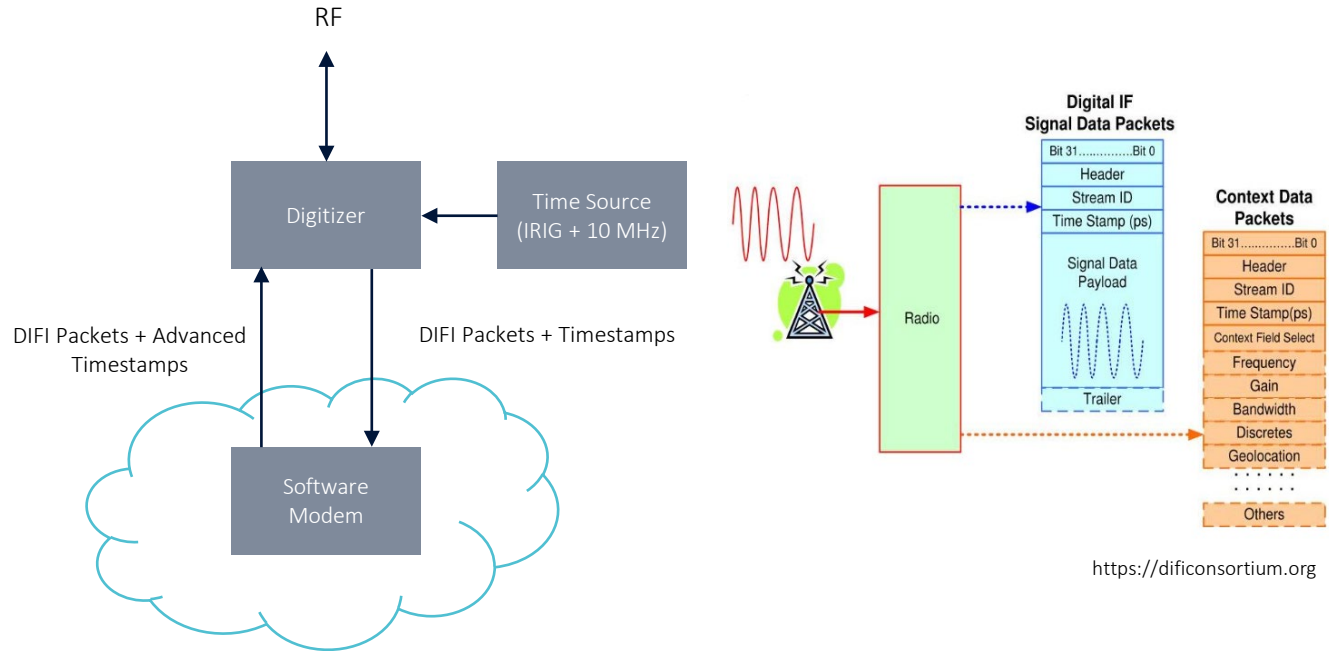 RF
Digitizer
Time Source
(IRIG + 10 MHz)
DIFI Packets + Advanced
Timestamps
DIFI Packets + Timestamps
Software
Modem
Radio
Digital IF
Signal Data Packets
Bit 31..............Bit 0
Header
Stream ID
Time Stamp (ps)
Signal Data
Payload
Trailer
Context Data
Packets
Bit 31..............Bit 0
Header
Stream ID
Time Stamp(ps)
Context Field Select
Frequency
Gain
Bandwidth
Discretes
Geolocation
. . . . . .
. . . . . .
Others
https://dificonsortium.org